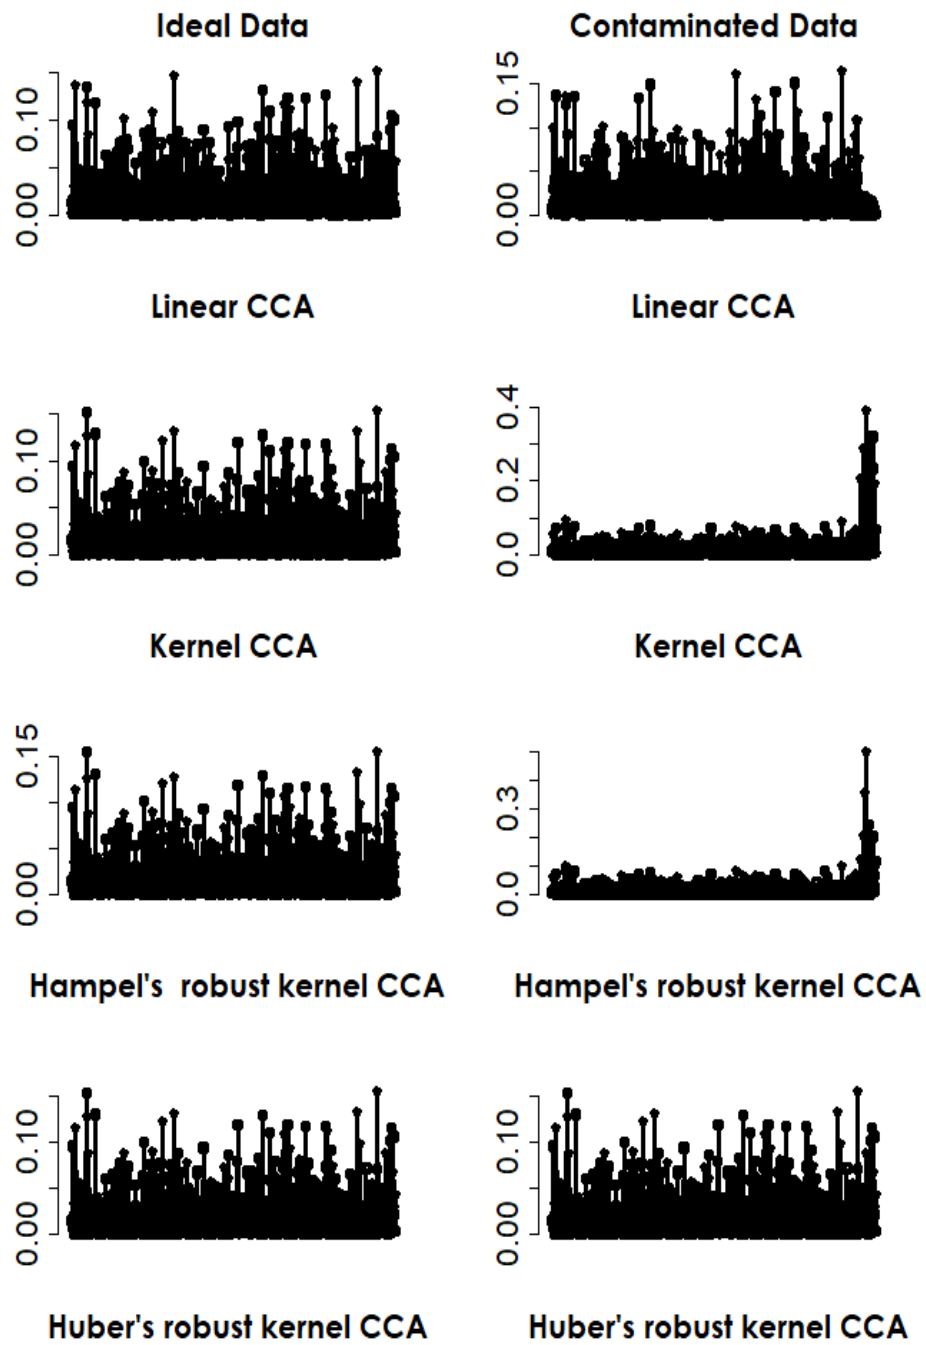 Ideal Data Contaminated Data
0.00 0.10 0.00 0.15
Linear CCA Linear CCA
0.00 0.10 0.0 0.2 0.4
Kernel CCA Kernel CCA
0.00 0.15 0.0 0.3
Hampel's robust kernel CCA Hampel's robust kernel CCA
0.00 0.10 0.00 0.10
Huber's robust kernel CCA Huber's robust kernel CCA